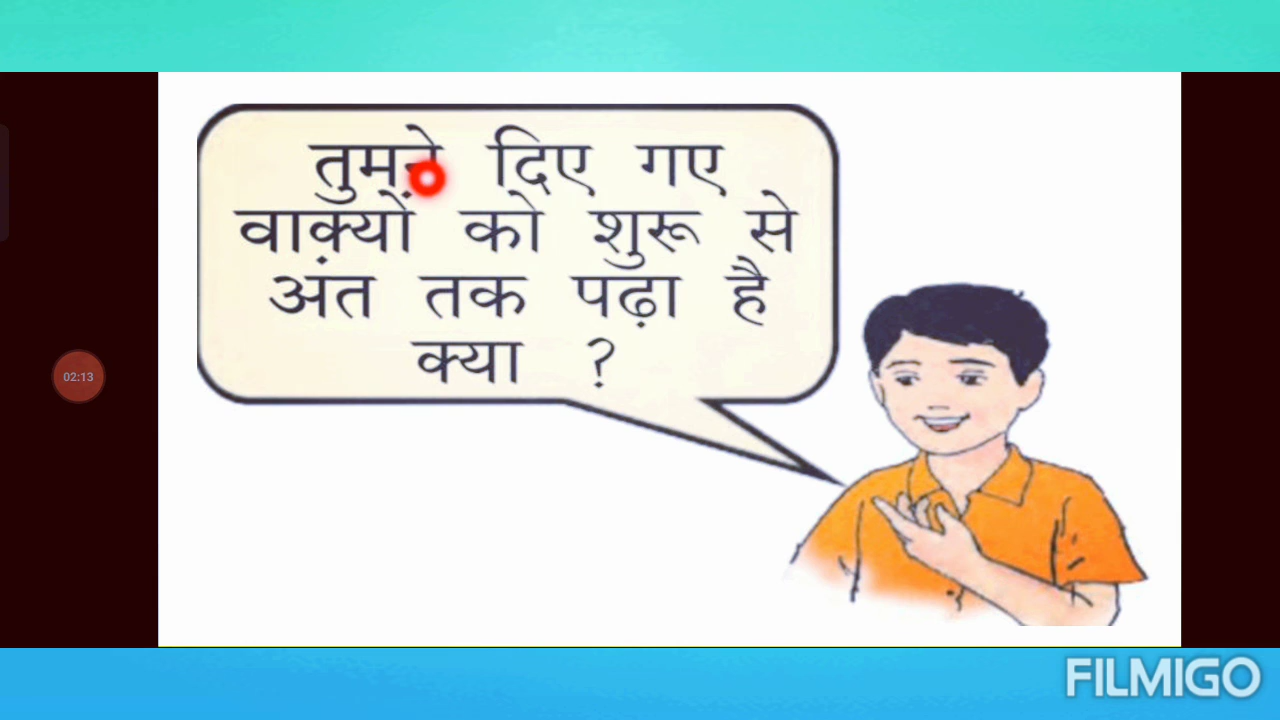 तुमने दिए गए
वाक्यों को शुरू से
अंत तक पढ़ा है
क्या ?
02:13
FILMIGO